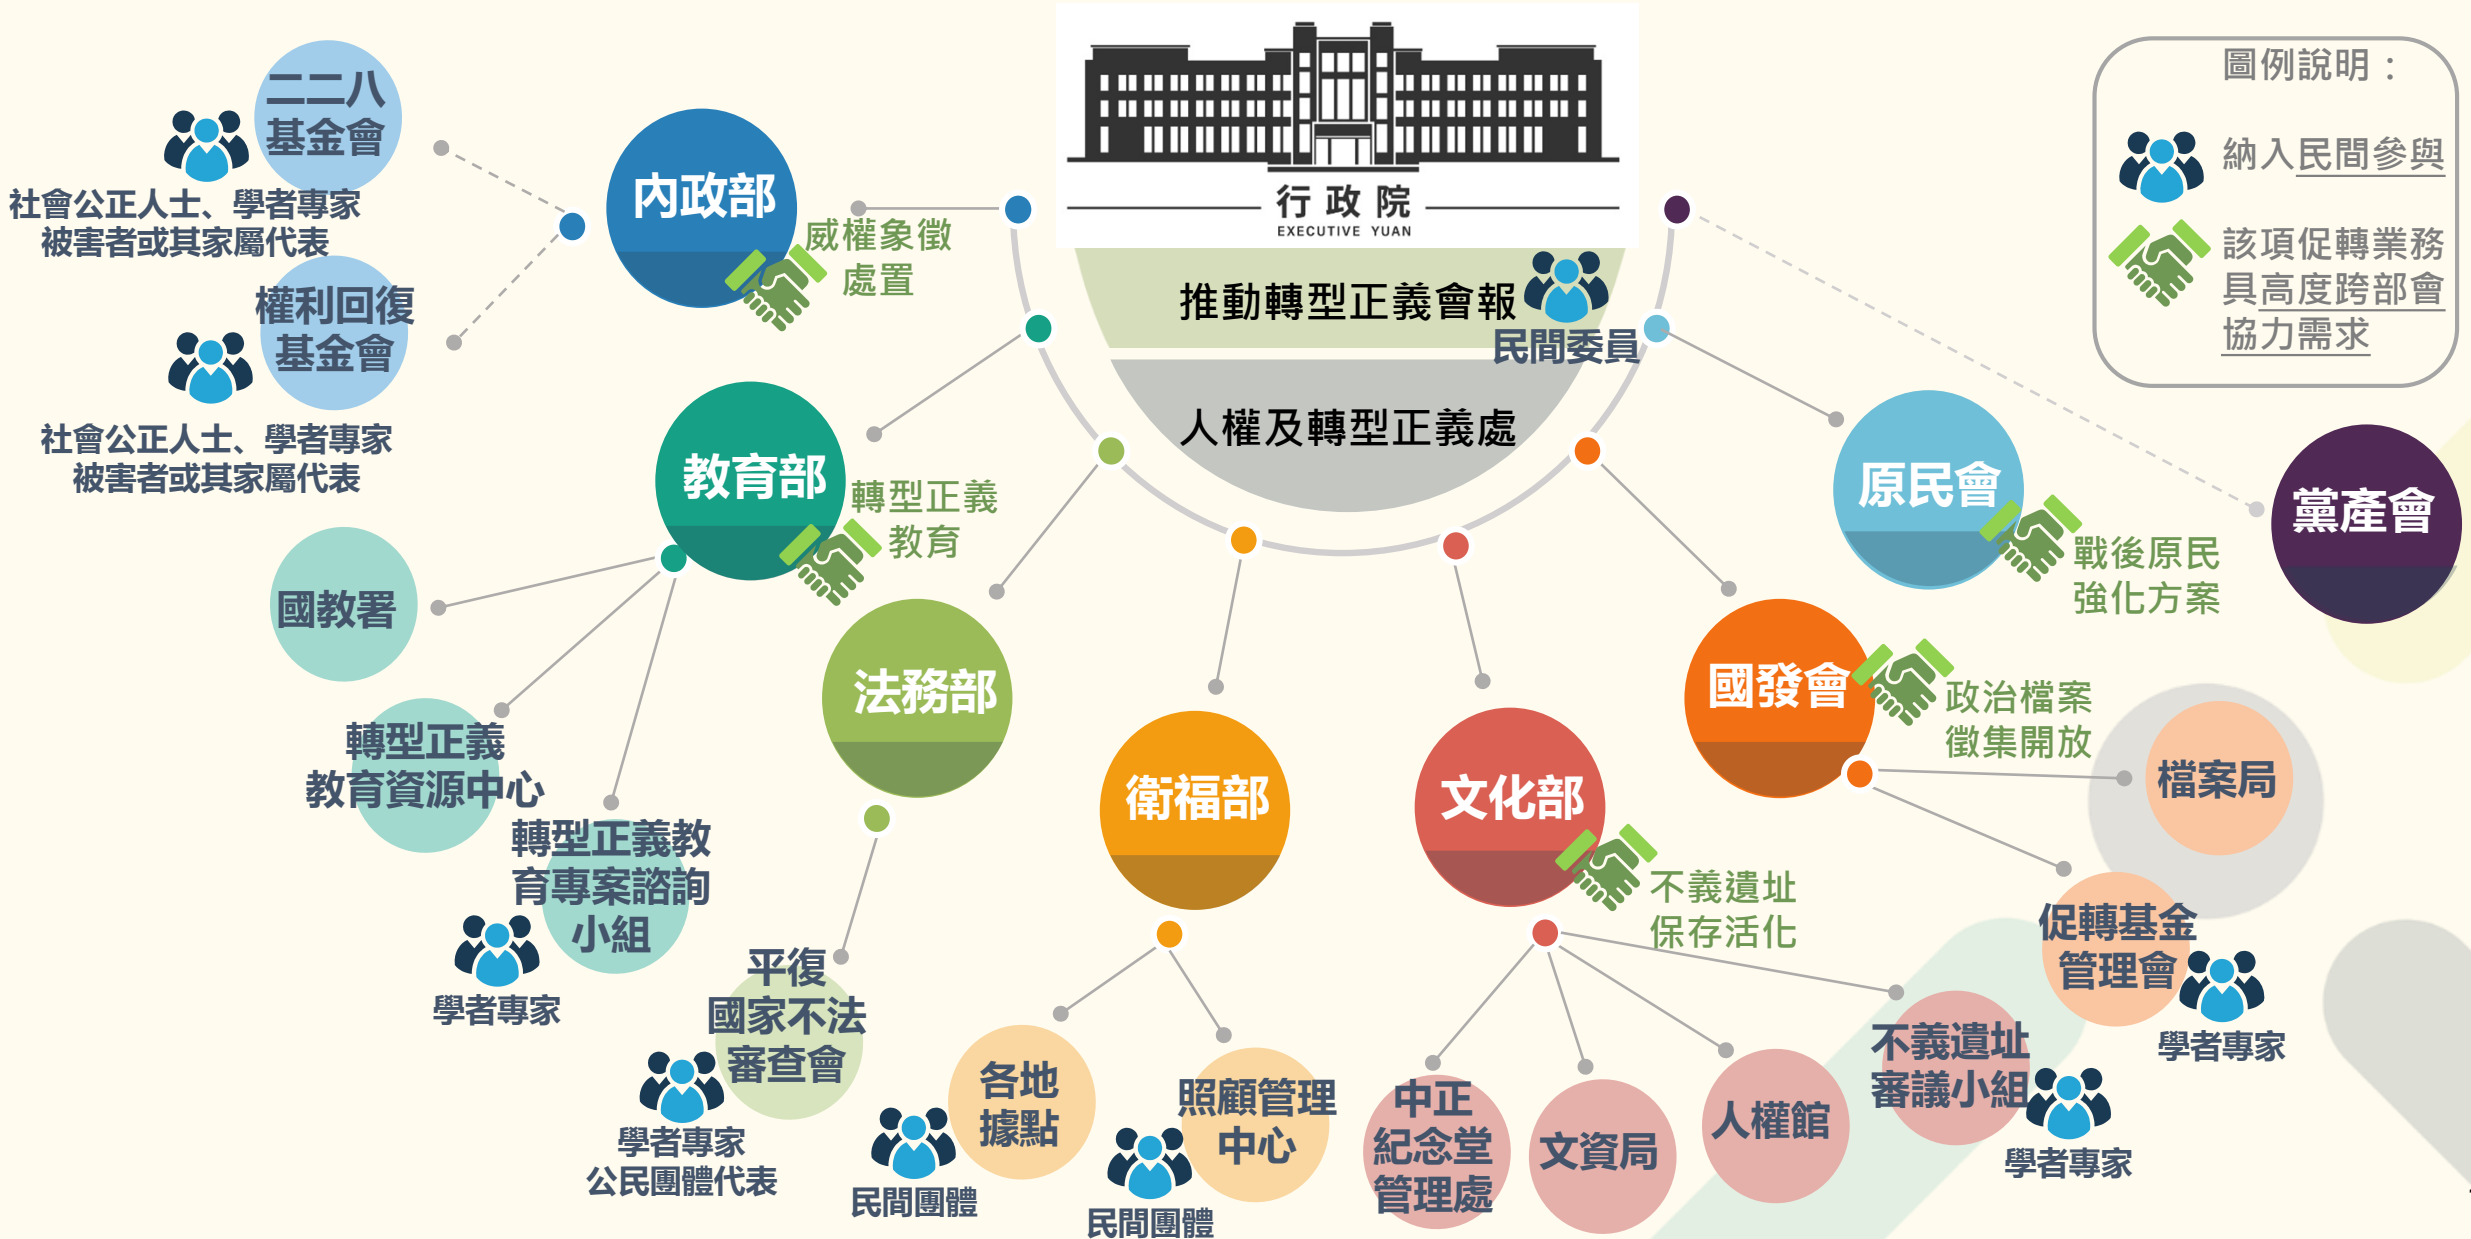 行政院
EXECUTIVE YUAN
推動轉型正義會報
民間委員
人權及轉型正義處
圖例說明：
納入民間參與
該項促轉業務
具高度跨部會
協力需求
二二八
基金會
社會公正人士、學者專家
被害者或其家屬代表
權利回復
基金會
社會公正人士、學者專家
被害者或其家屬代表
內政部
威權象徵
處置
教育部
轉型正義
教育
國教署
轉型正義
教育資源中心
轉型正義教
育專案諮詢
小組
學者專家
法務部
平復
國家不法
審查會
學者專家
公民團體代表
衛福部
各地
據點
民間團體
照顧管理
中心
民間團體
文化部
不義遺址
保存活化
中正
紀念堂
管理處
文資局
人權館
不義遺址
審議小組
學者專家
國發會
政治檔案
徵集開放
檔案局
促轉基金
管理會
學者專家
原民會
戰後原民
強化方案
黨產會